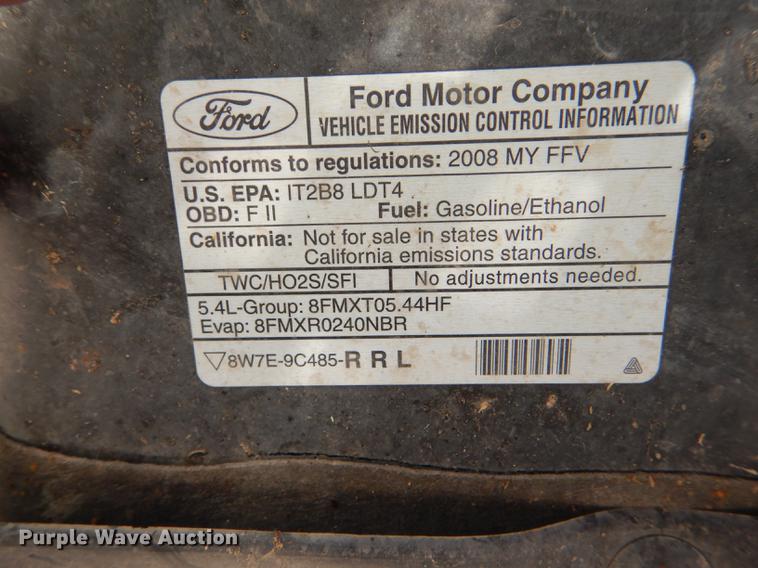 Ford
Ford Motor Company
VEHICLE EMISSION CONTROL INFORMATION
Conforms to regulations: 2008 MY FFV
U.S. EPA: IT2B8 LDT4
OBD: F II Fuel: Gasoline/Ethanol
California: Not for sale in states with
California emissions standards.
TWC/HO2S/SFI No adjustments needed.
5.4L-Group: 8FMXT05.44HF
Evap: 8FMXR0240NBR
▽8W7E-9C485-R R L
Purple Wave Auction